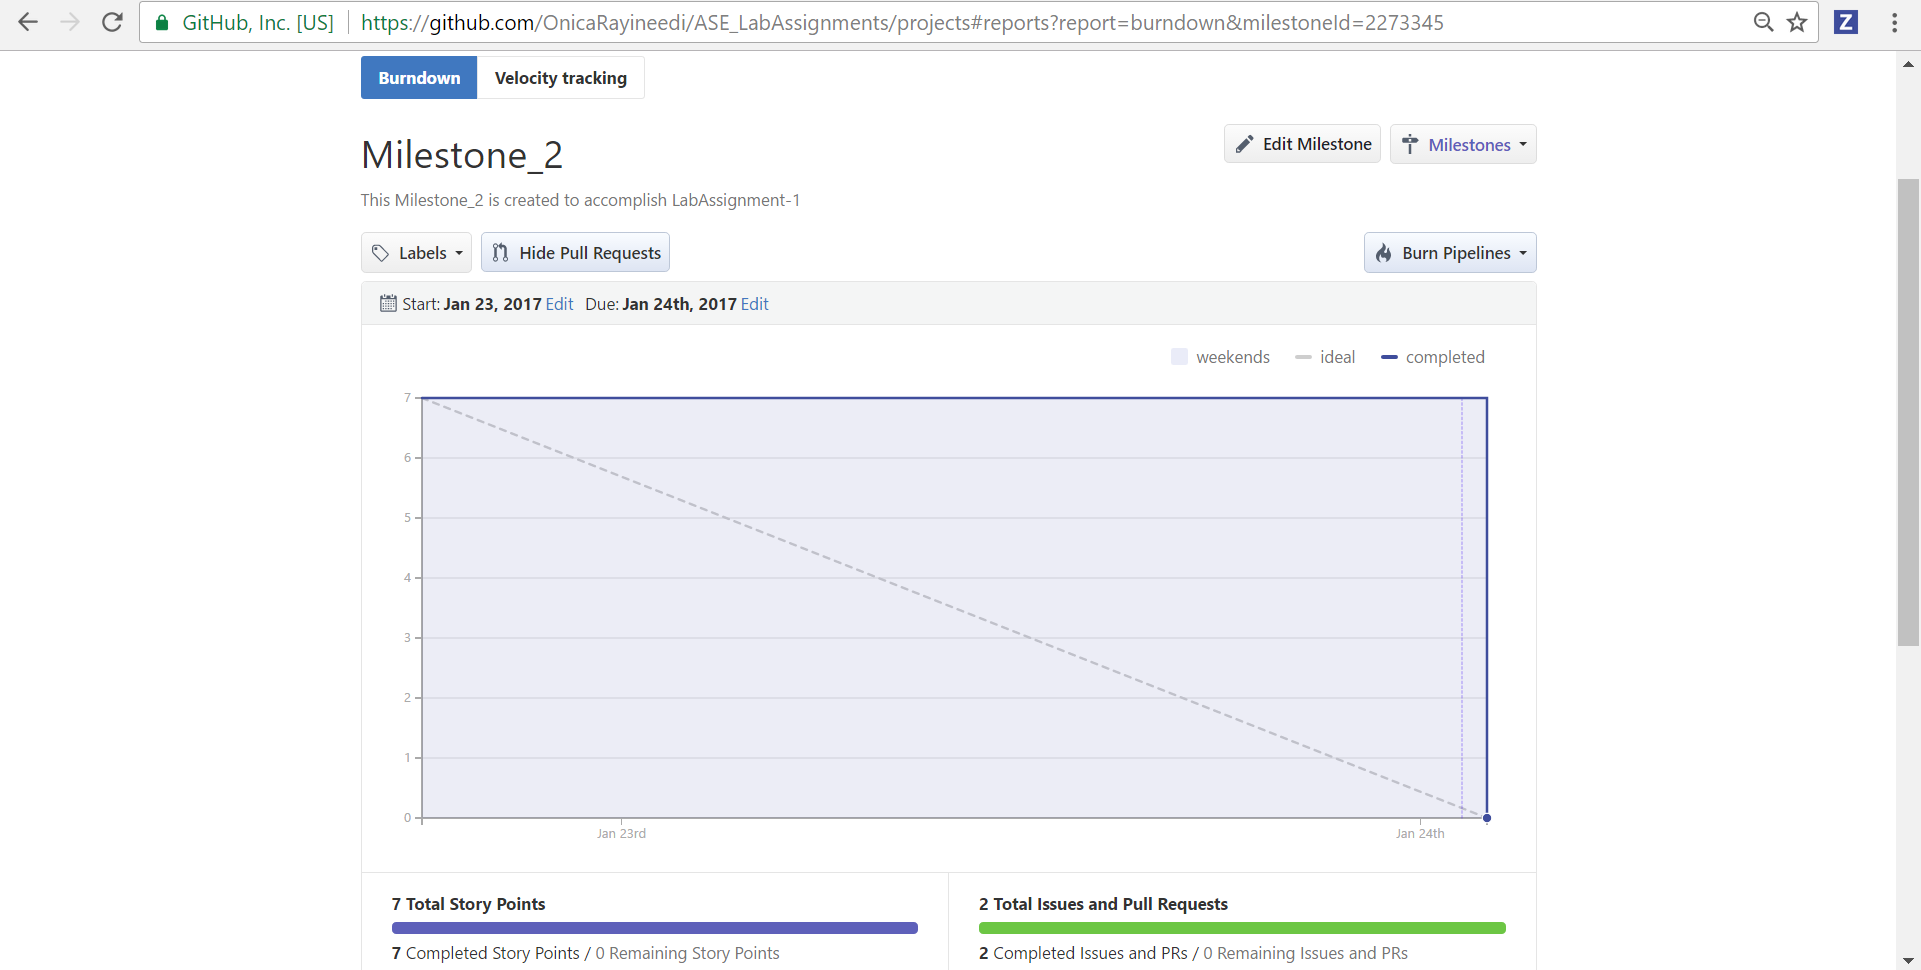 GitHub, Inc. [US] https://github.com/OnicaRayineedi/ASE_LabAssignments/projects#reports?report=burndown&milestoneId=2273345 Z
Burndown Velocity tracking
Milestone_2 Edit Milestone Milestones
This Milestone_2 is created to accomplish LabAssignment-1
Labels Hide Pull Requests Burn Pipelines
Start: Jan 23, 2017 Edit Due: Jan 24th, 2017 Edit
weekends ideal completed
7
6
5
4
3
2
1
0
Jan 23rd Jan 24th
7 Total Story Points 2 Total Issues and Pull Requests
7 Completed Story Points / 0 Remaining Story Points 2 Completed Issues and PRs / 0 Remaining Issues and PRs